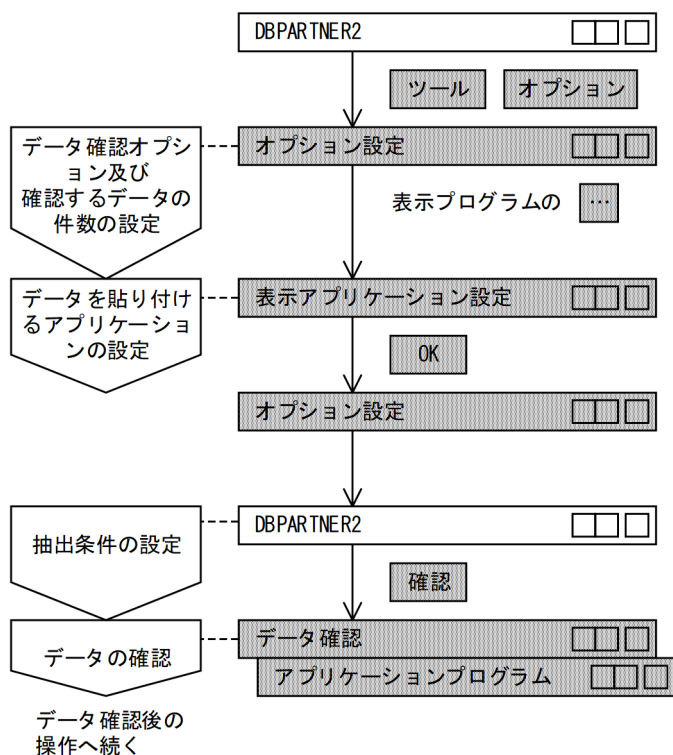 DBPARTNER2
ツール
オプション
データ確認オプシ
ョン及び
確認するデータの
件数の設定
オプション設定
表示プログラムの
…
データを貼り付け
るアプリケーショ
ンの設定
表示アプリケーション設定
OK
オプション設定
抽出条件の設定
DBPARTNER2
確認
データの確認
データ確認
アプリケーションプログラム
データ確認後の
操作へ続く